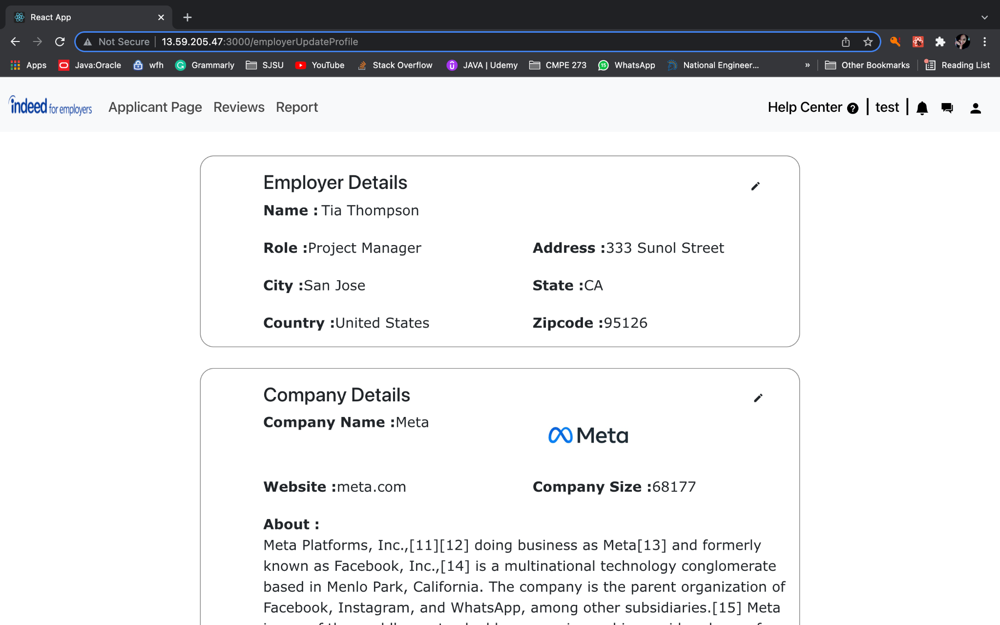 React App
Not Secure 13.59.205.47:3000/employerUpdateProfile
Apps Java:Oracle wfh Grammarly SJSU YouTube Stack Overflow JAVA | Udemy CMPE 273 15 WhatsApp National Engineer... » Other Bookmarks Reading List
indeed for employers Applicant Page Reviews Report Help Center ? | test |
Employer Details
Name : Tia Thompson
Role :Project Manager Address :333 Sunol Street
City :San Jose State :CA
Country :United States Zipcode :95126
Company Details
Company Name :Meta
Meta
Website :meta.com Company Size :68177
About :
Meta Platforms, Inc.,[11][12] doing business as Meta[13] and formerly
known as Facebook, Inc.,[14] is a multinational technology conglomerate
based in Menlo Park, California. The company is the parent organization of
Facebook, Instagram, and WhatsApp, among other subsidiaries.[15] Meta